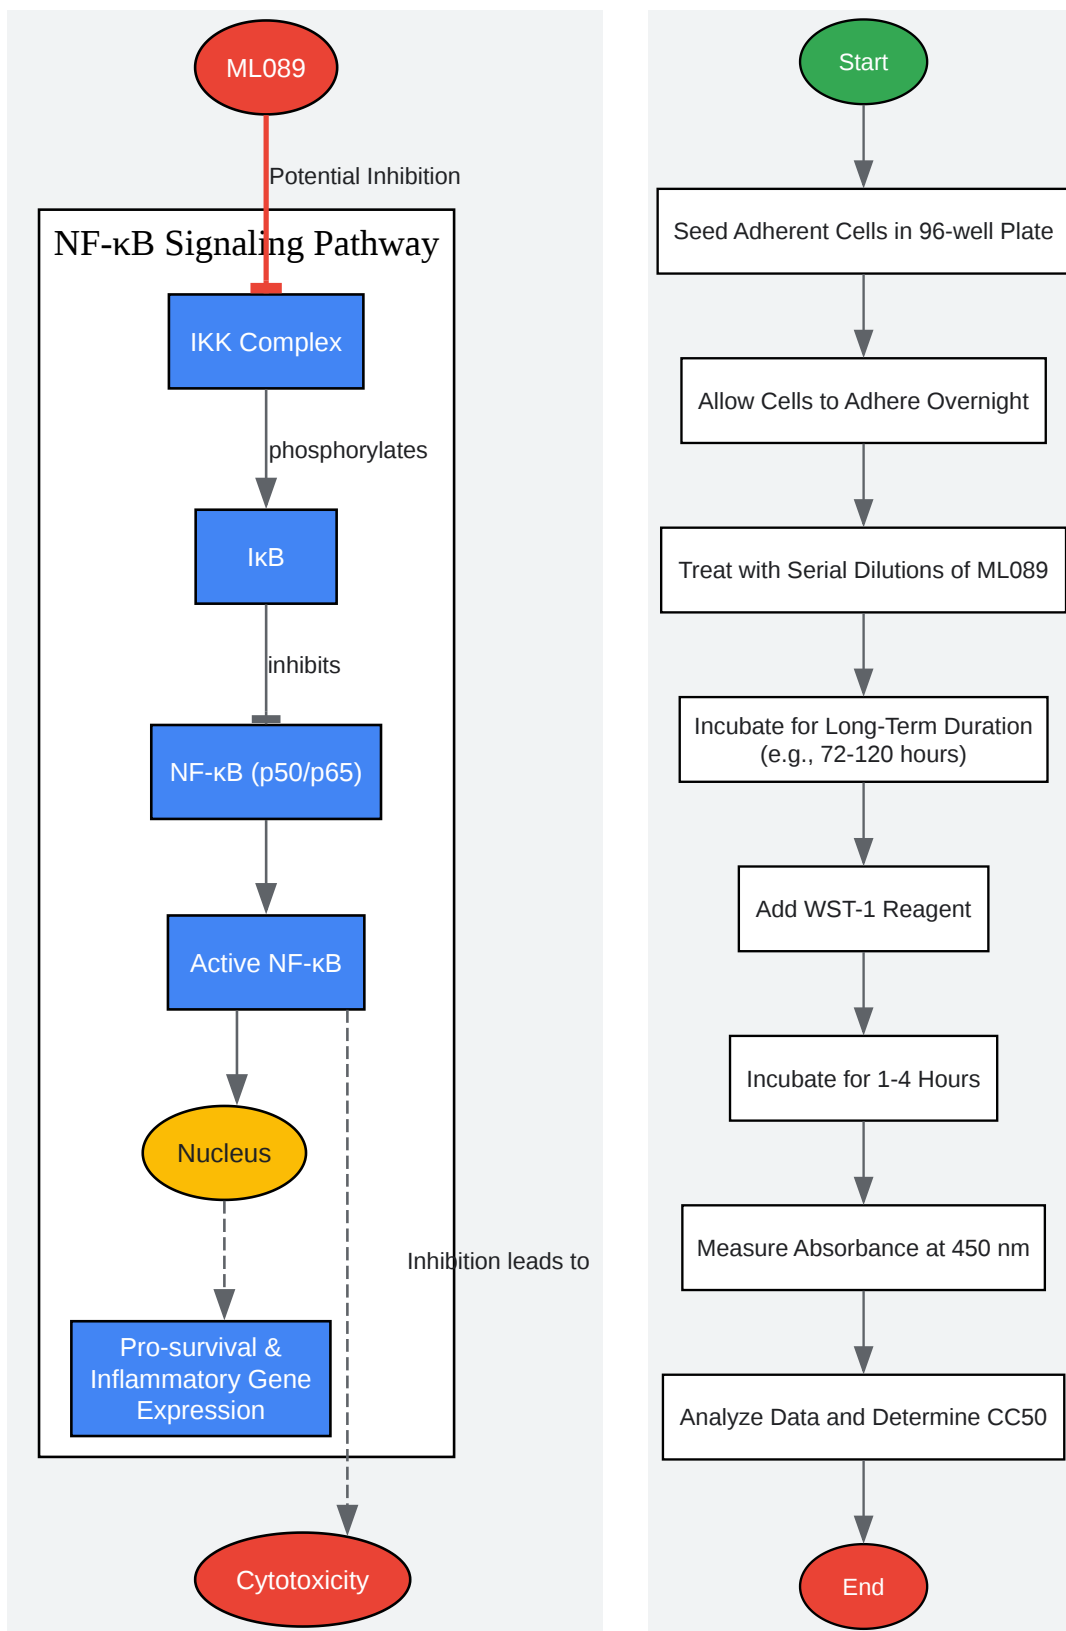 ML089
Potential Inhibition
NF-κB Signaling Pathway
IKK Complex
phosphorylates
IκB
inhibits
NF-κB (p50/p65)
Active NF-κB
Nucleus
Inhibition leads to
Pro-survival &
Inflammatory Gene
Expression
Cytotoxicity
Start
Seed Adherent Cells in 96-well Plate
Allow Cells to Adhere Overnight
Treat with Serial Dilutions of ML089
Incubate for Long-Term Duration
(e.g., 72-120 hours)
Add WST-1 Reagent
Incubate for 1-4 Hours
Measure Absorbance at 450 nm
Analyze Data and Determine CC50
End